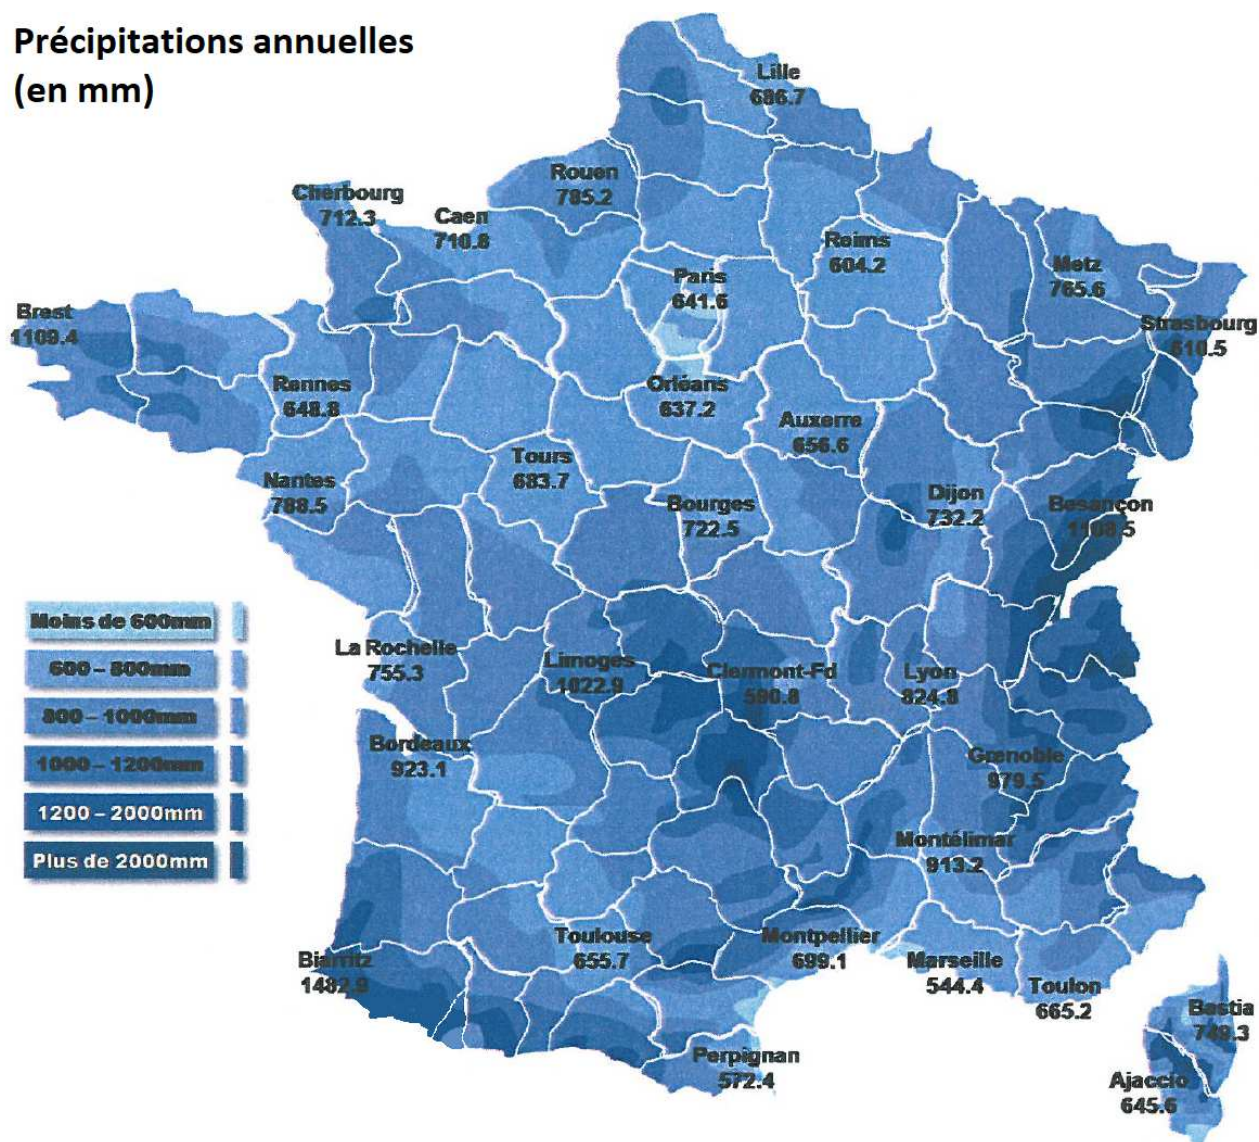 Précipitations annuelles
(en mm)
Lille
686.7
Rouen
785.2
Cherbourg
712.3
Caen
710.8
Reims
604.2
Metz
765.6
Paris
641.6
Brest
1109.4
Strasbourg
610.5
Rennes
648.8
Orléans
637.2
Auxerre
656.6
Tours
683.7
Nantes
788.5
Bourges
722.5
Dijon
732.2
Besançon
1108.5
Moins de 600mm
600 – 800mm
800 – 1000mm
1000 – 1200mm
1200 – 2000mm
Plus de 2000mm
La Rochelle
755.3
Limoges
1022.9
Clermont-Fd
590.8
Lyon
824.8
Bordeaux
923.1
Grenoble
979.5
Montélimar
913.2
Biarritz
1482.9
Toulouse
655.7
Montpellier
699.1
Marseille
544.4
Toulon
665.2
Bastia
749.3
Perpignan
572.4
Ajaccio
645.6